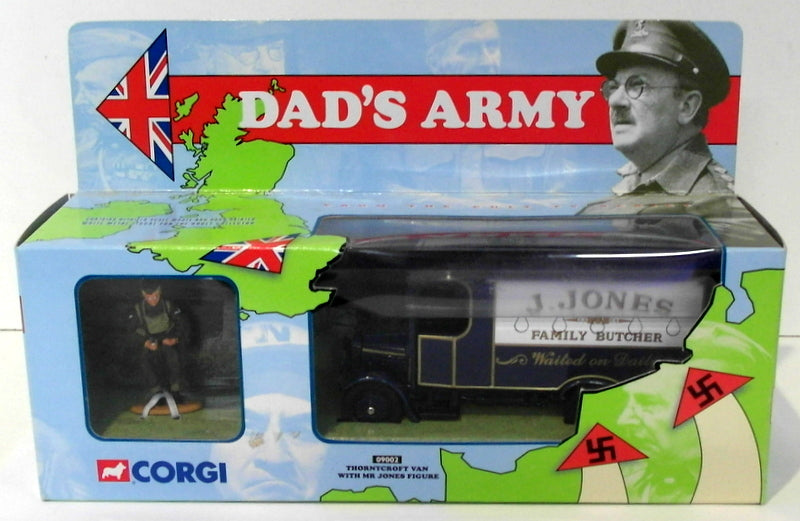 DAD'S ARMY
J. JONES
FAMILY BUTCHER
Waited on Daily
CORGI
09002
THORNYCROFT VAN
WITH MR JONES FIGURE